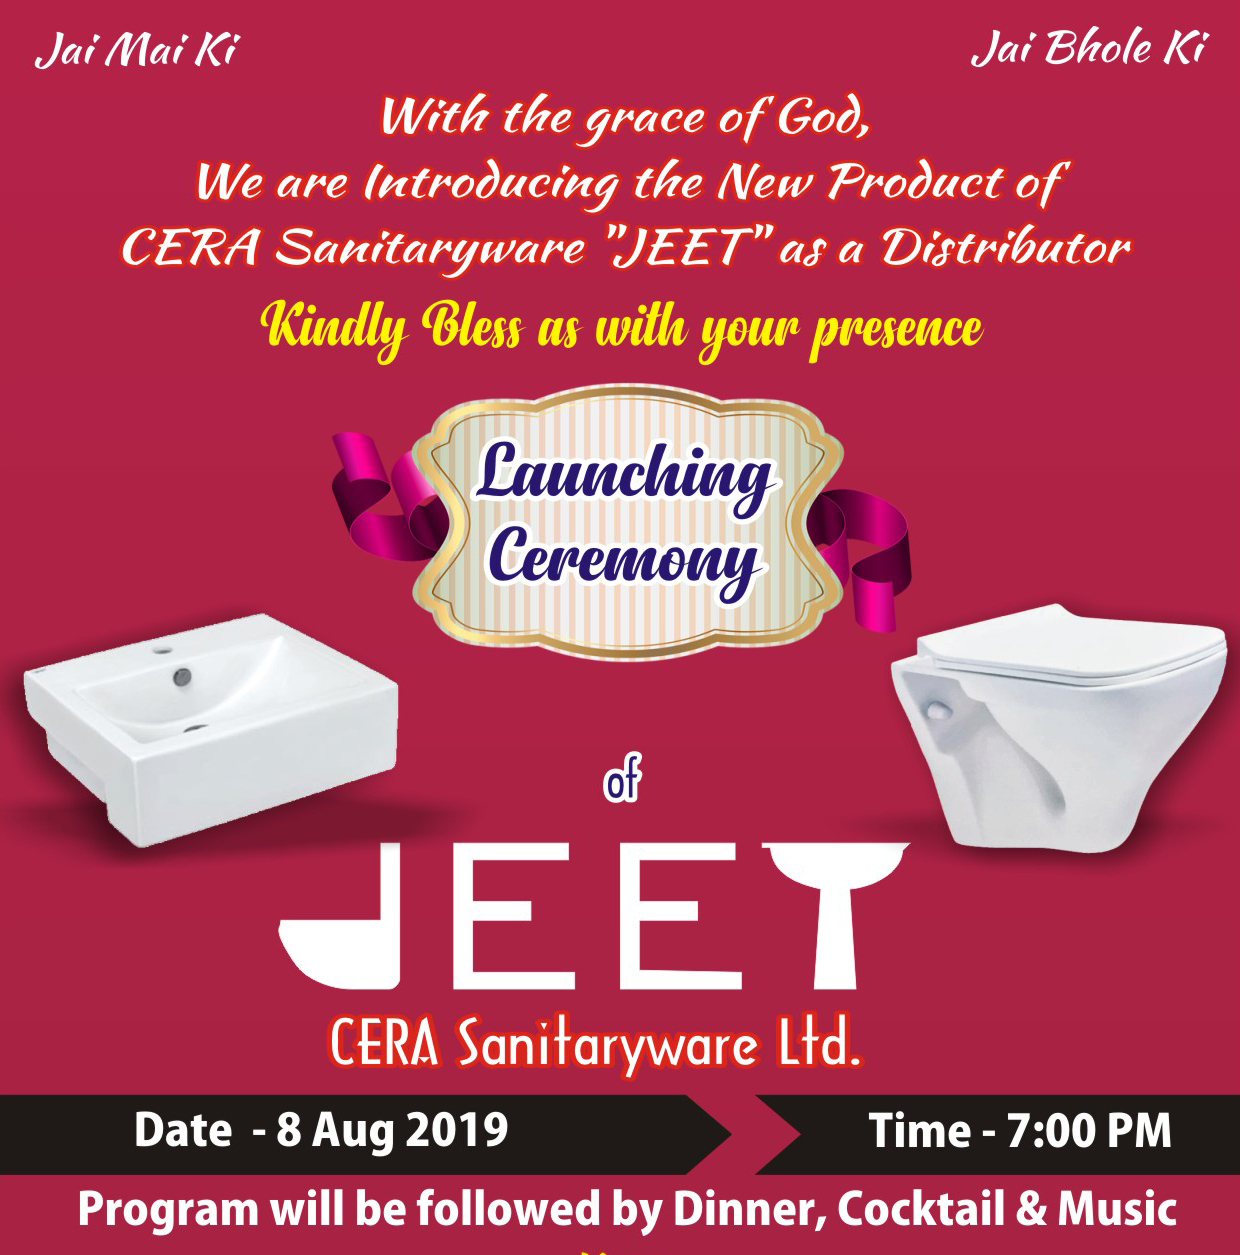 Jai Mai Ki
Jai Bhole Ki
With the grace of God,
We are Introducing the New Product of
CERA Sanitaryware "JEET" as a Distributor
Kindly Bless as with your presence
Launching
Ceremony
of
JEET
CERA Sanitaryware Ltd.
Date - 8 Aug 2019
Time - 7:00 PM
Program will be followed by Dinner, Cocktail & Music